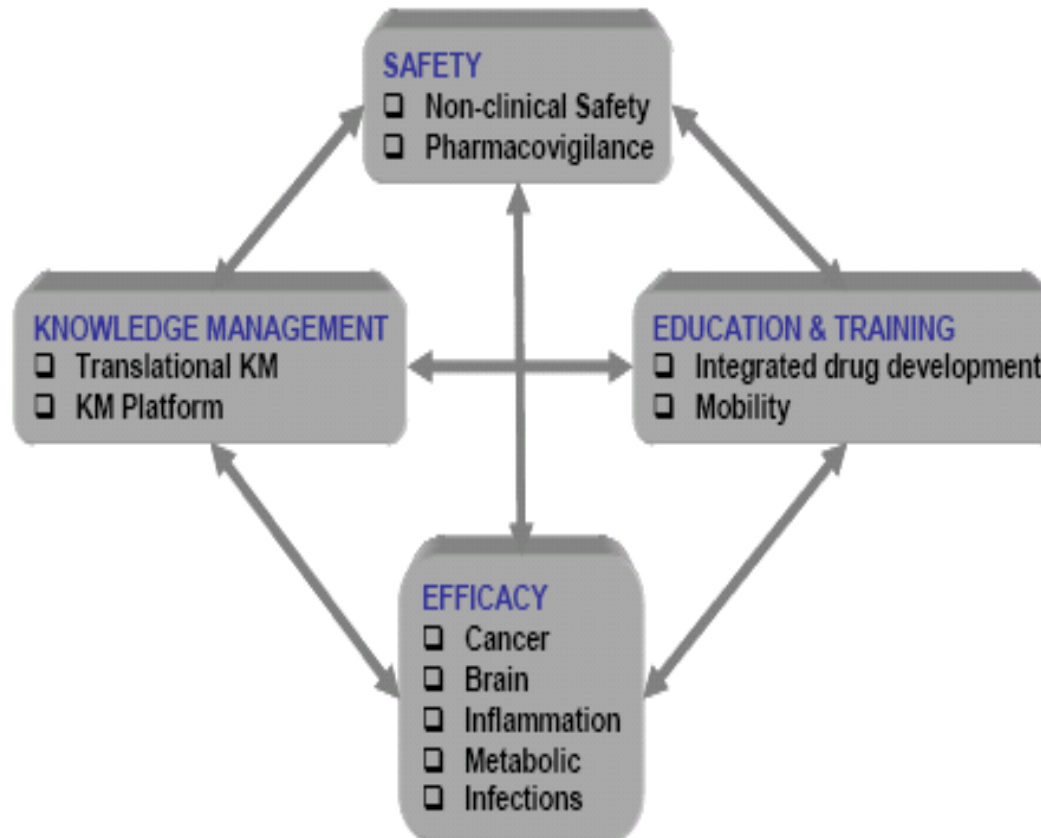 SAFETY
❑ Non-clinical Safety
❑ Pharmacovigilance
KNOWLEDGE MANAGEMENT
❑ Translational KM
❑ KM Platform
EDUCATION & TRAINING
❑ Integrated drug development
❑ Mobility
EFFICACY
❑ Cancer
❑ Brain
❑ Inflammation
❑ Metabolic
❑ Infections